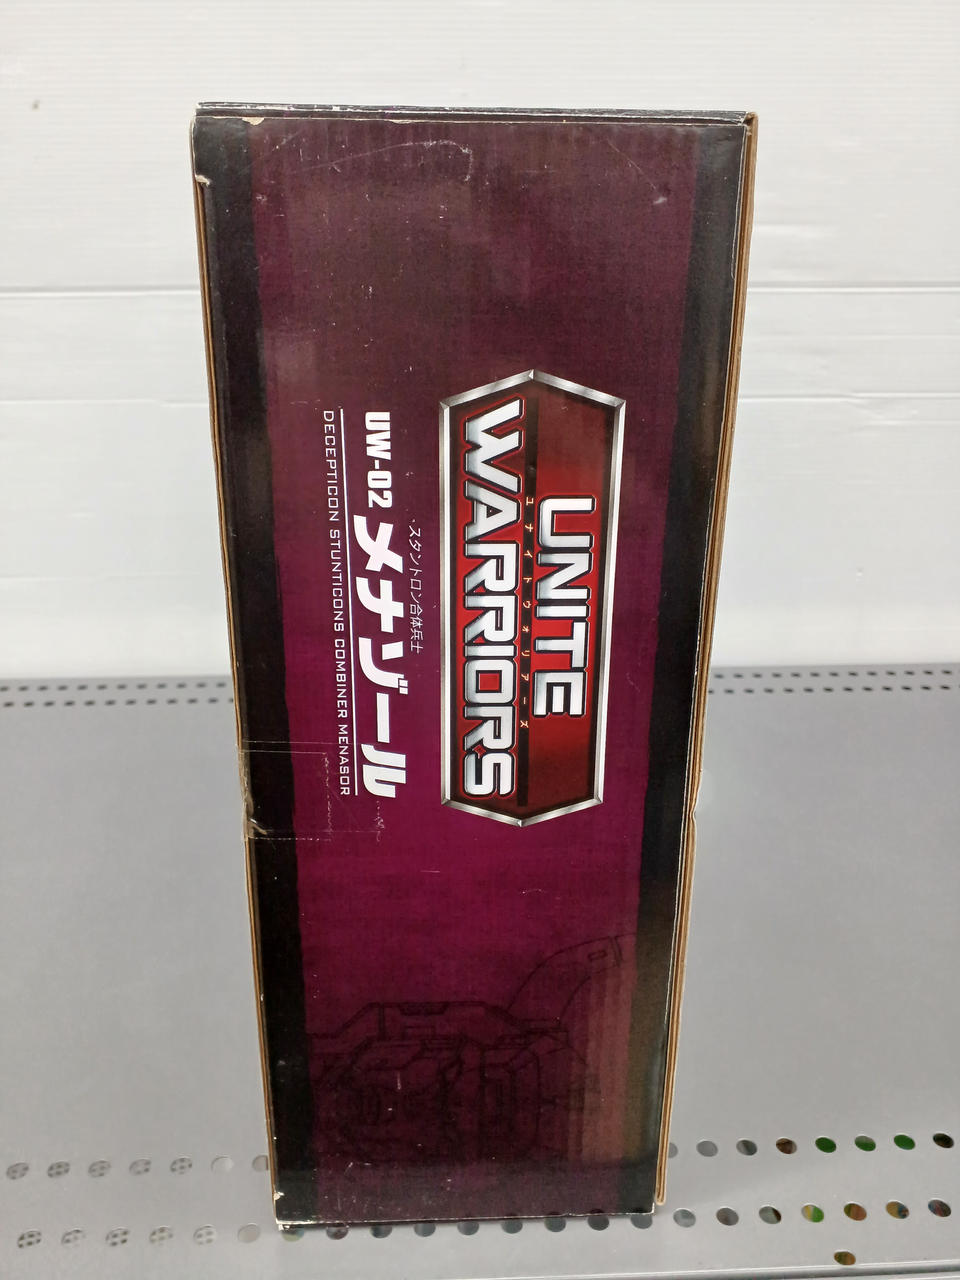 UNITE
ユナイトウォリアーズ
WARRIORS
スタントロン合体兵士
UW-02 メナゾール
DECEPTICON STUNTICONS COMBINER MENASOR